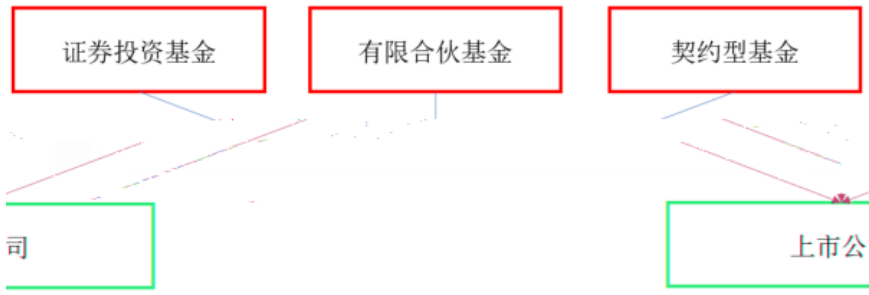 证券投资基金
有限合伙基金
契约型基金
司
上市公